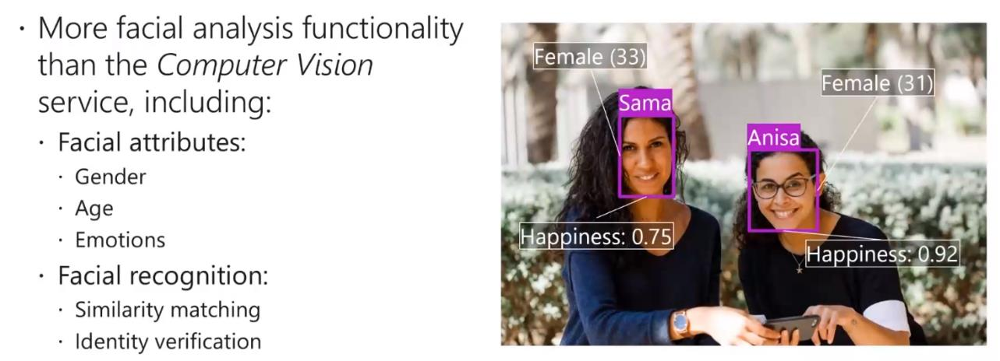 More facial analysis functionality
than the Computer Vision
service, including:
Facial attributes:
Gender
Age
Emotions
Facial recognition:
Similarity matching
Identity verification
Female (33)
Sama
Happiness: 0.75
Female (31)
Anisa
Happiness: 0.92